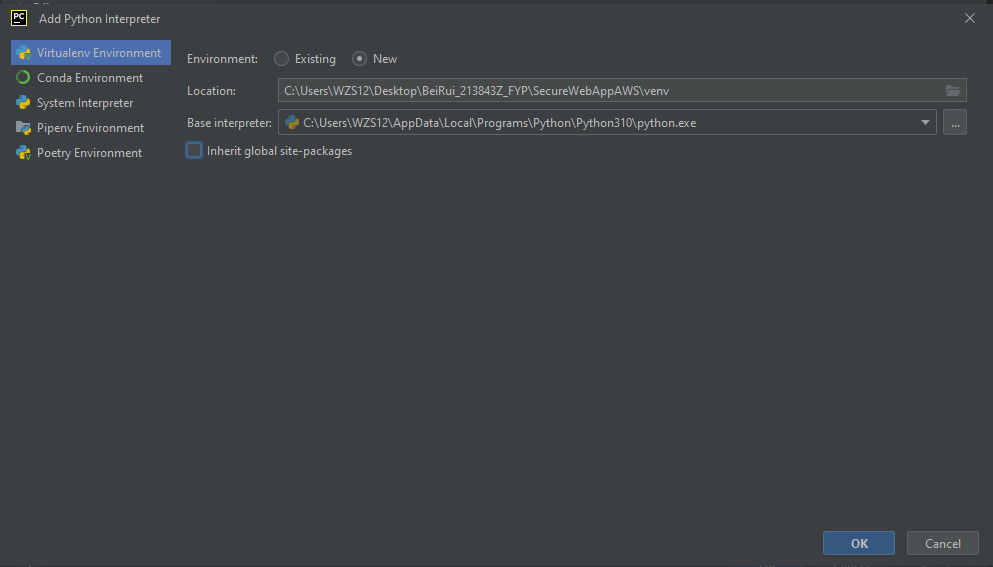 PC Add Python Interpreter
Virtualenv Environment
Conda Environment
System Interpreter
Pipenv Environment
Poetry Environment
Environment: Existing New
Location: C:\Users\WZS12\Desktop\BeiRui_213843Z_FYP\SecureWebAppAWS\venv
Base interpreter: C:\Users\WZS12\AppData\Local\Programs\Python\Python310\python.exe ...
Inherit global site-packages
OK Cancel